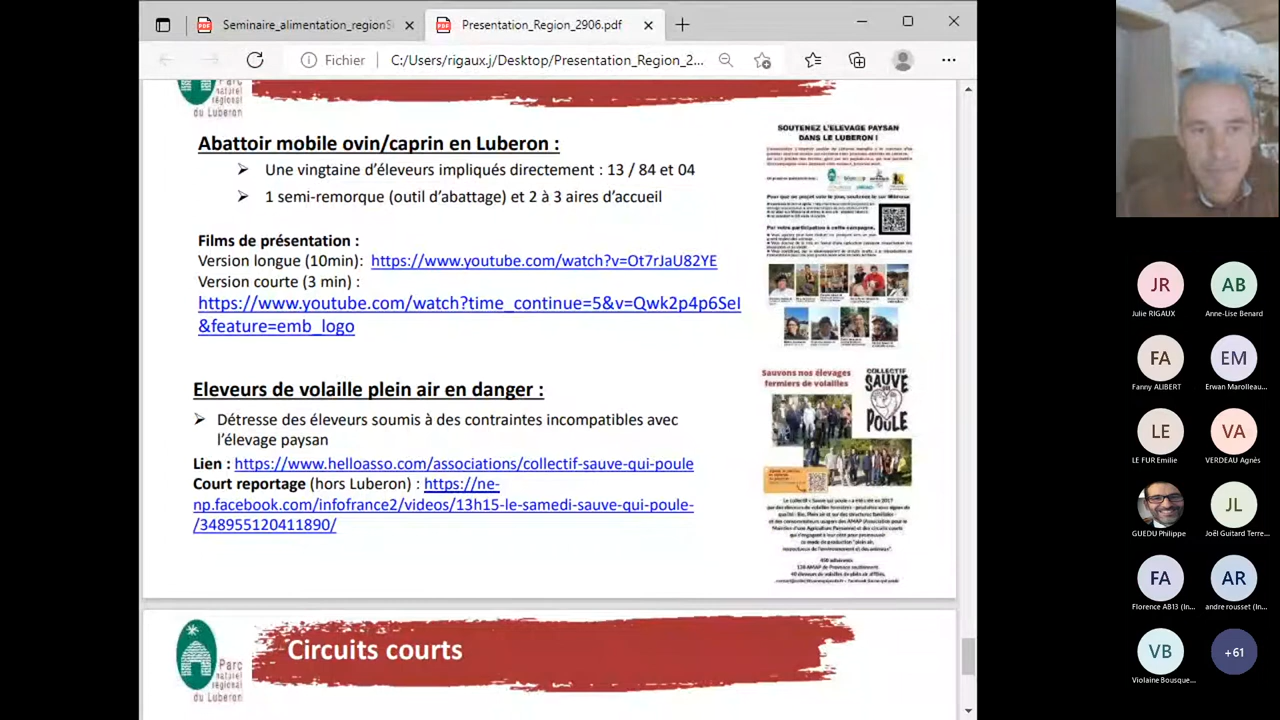 Seminaire_alimentation_region
Presentation_Region_2906.pdf
Fichier
C:/Users/rigaux.j/Desktop/Presentation_Region_2...
Parc
naturel
régional
du Luberon
Abattoir mobile ovin/caprin en Luberon :
Une vingtaine d'éleveurs impliqués directement : 13 / 84 et 04
1 semi-remorque (outil d'abattage) et 2 à 3 aires d'accueil
Films de présentation :
Version longue (10min): https://www.youtube.com/watch?v=Ot7rJaU82YE
Version courte (3 min) :
https://www.youtube.com/watch?time_continue=5&v=Qwk2p4p6SeI
&feature=emb_logo
SOUTENEZ L'ELEVAGE PAYSAN
DANS LE LUBERON !
Eleveurs de volaille plein air en danger :
Détresse des éleveurs soumis à des contraintes incompatibles avec
l'élevage paysan
Lien : https://www.helloasso.com/associations/collectif-sauve-qui-poule
Court reportage (hors Luberon) : https://ne-
np.facebook.com/infofrance2/videos/13h15-le-samedi-sauve-qui-poule-
/348955120411890/
Sauvons nos élevages
fermiers de volailles
COLLECTIF
SAUVE
QUI
POULE
Circuits courts
Parc
naturel
régional
du Luberon
JR
Julie RIGAUX
AB
Anne-Lise Benard
FA
Fanny ALIBERT
EM
Erwan Marolleau...
LE
LE FUR Emilie
VA
VERDEAU Agnès
GUEDU Philippe
JL
Joël Guitard Terre...
FA
Florence AB13 (In...
AR
andre rousset (In...
VB
Violaine Bousque...
+61